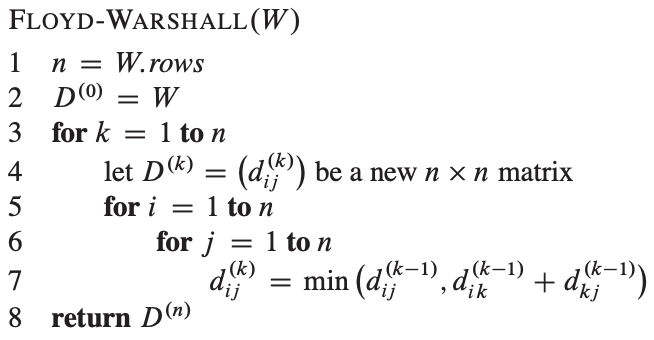 FLOYD-WARSHALL(W)
1 n = W.rows
2 D^(0) = W
3 for k = 1 to n
4 let D^(k) = (d_ij^(k)) be a new n × n matrix
5 for i = 1 to n
6 for j = 1 to n
7 d_ij^(k) = min (d_ij^(k−1), d_ik^(k−1) + d_kj^(k−1))
8 return D^(n)